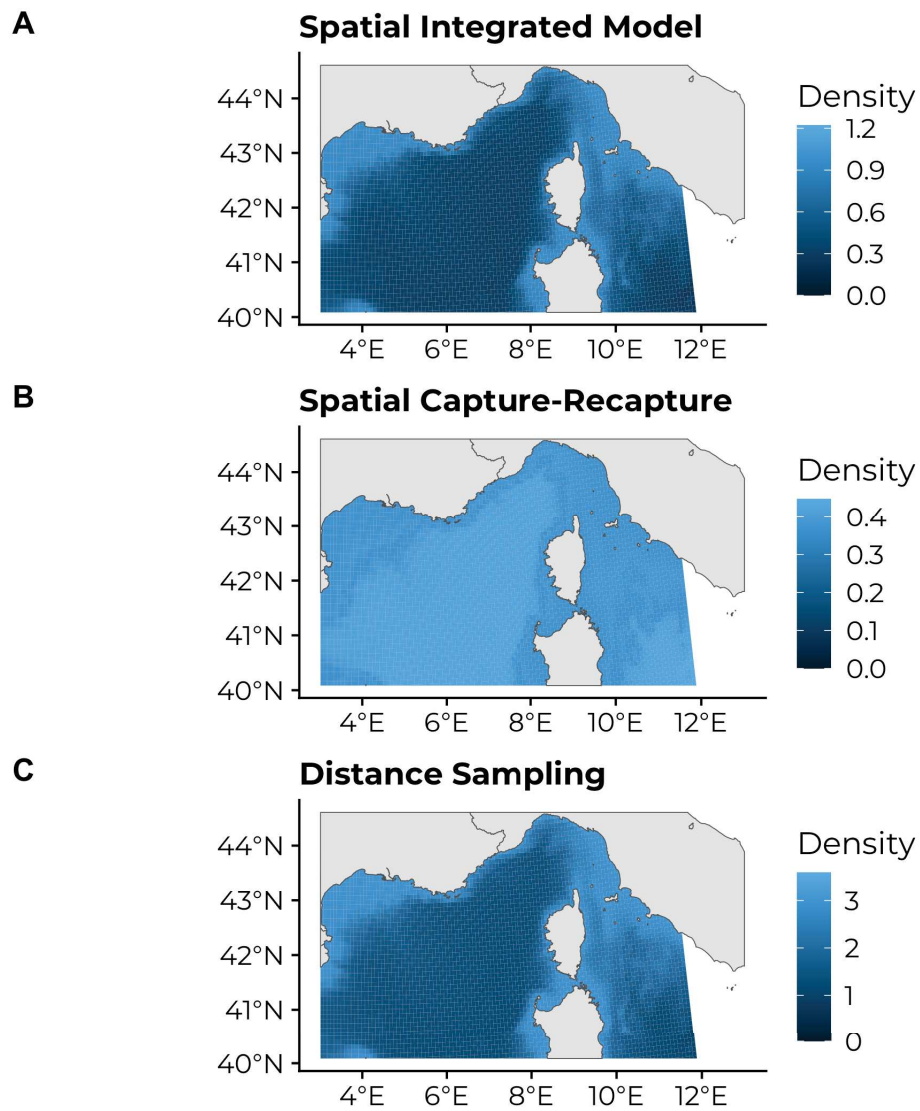 A
Spatial Integrated Model
44°N
43°N
42°N
41°N
40°N
4°E 6°E 8°E 10°E 12°E
Density
1.2
0.9
0.6
0.3
0.0
B
Spatial Capture-Recapture
44°N
43°N
42°N
41°N
40°N
4°E 6°E 8°E 10°E 12°E
Density
0.4
0.3
0.2
0.1
0.0
C
Distance Sampling
44°N
43°N
42°N
41°N
40°N
4°E 6°E 8°E 10°E 12°E
Density
3
2
1
0